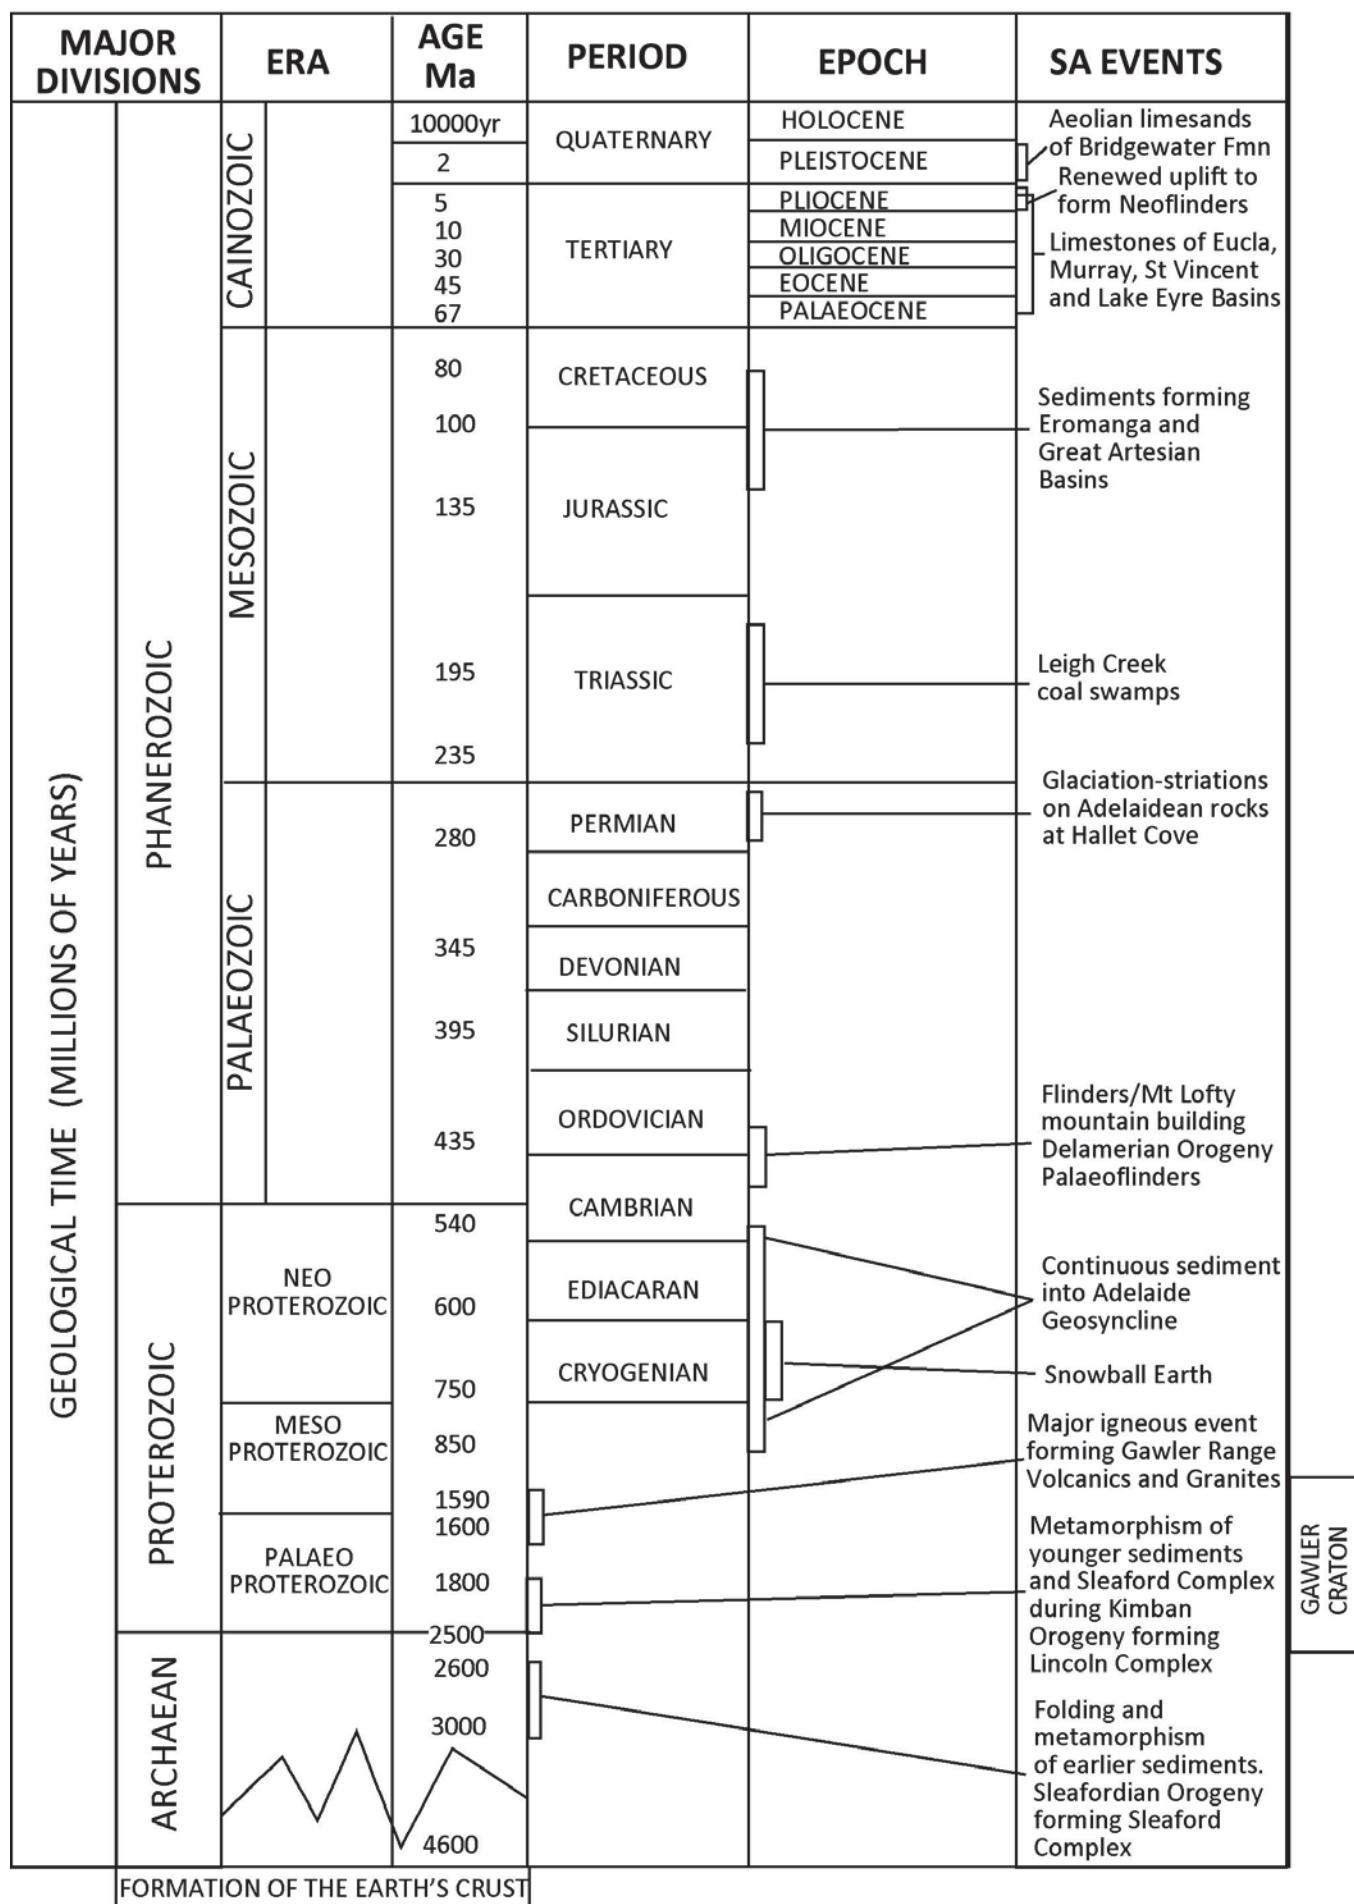 MAJOR
DIVISIONS
ERA
AGE
Ma
PERIOD
EPOCH
SA EVENTS
GEOLOGICAL TIME (MILLIONS OF YEARS)
PHANEROZOIC
PROTEROZOIC
ARCHAEAN
CAINOZOIC
MESOZOIC
PALAEOZOIC
NEO
PROTEROZOIC
MESO
PROTEROZOIC
PALAEO
PROTEROZOIC
10000yr
2
5
10
30
45
67
80
100
135
195
235
280
345
395
435
540
600
750
850
1590
1600
1800
2500
2600
3000
4600
QUATERNARY
TERTIARY
CRETACEOUS
JURASSIC
TRIASSIC
PERMIAN
CARBONIFEROUS
DEVONIAN
SILURIAN
ORDOVICIAN
CAMBRIAN
EDIACARAN
CRYOGENIAN
HOLOCENE
PLEISTOCENE
PLIOCENE
MIOCENE
OLIGOCENE
EOCENE
PALAEOCENE
Aeolian limesands
of Bridgewater Fmn
Renewed uplift to
form Neoflinders
Limestones of Eucla,
Murray, St Vincent
and Lake Eyre Basins
Sediments forming
Eromanga and
Great Artesian
Basins
Leigh Creek
coal swamps
Glaciation-striations
on Adelaidean rocks
at Hallet Cove
Flinders/Mt Lofty
mountain building
Delamerian Orogeny
Palaeoflinders
Continuous sediment
into Adelaide
Geosyncline
Snowball Earth
Major igneous event
forming Gawler Range
Volcanics and Granites
Metamorphism of
younger sediments
and Sleaford Complex
during Kimban
Orogeny forming
Lincoln Complex
Folding and
metamorphism
of earlier sediments.
Sleafordian Orogeny
forming Sleaford
Complex
GAWLER
CRATON
FORMATION OF THE EARTH'S CRUST